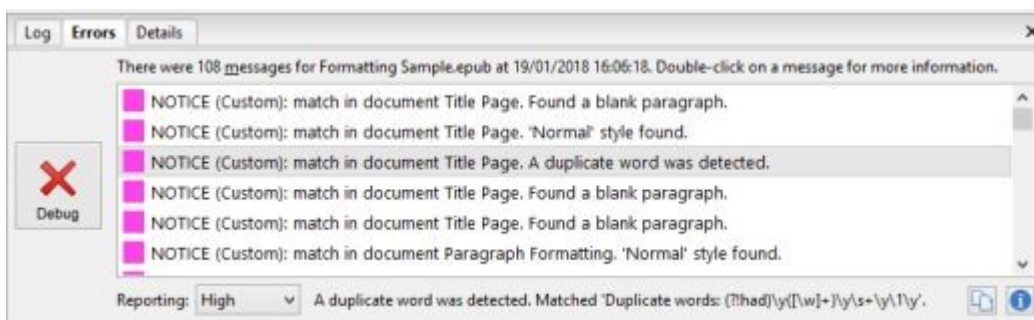 Log Errors Details
There were 108 messages for Formatting Sample.epub at 19/01/2018 16:06:18. Double-click on a message for more information.
NOTICE (Custom): match in document Title Page. Found a blank paragraph.
NOTICE (Custom): match in document Title Page. 'Normal' style found.
NOTICE (Custom): match in document Title Page. A duplicate word was detected.
NOTICE (Custom): match in document Title Page. Found a blank paragraph.
NOTICE (Custom): match in document Title Page. Found a blank paragraph.
NOTICE (Custom): match in document Paragraph Formatting. 'Normal' style found.
Debug
Reporting: High A duplicate word was detected. Matched 'Duplicate words: (?!had)\y([\w]+)\y\s+\y\1\y'.